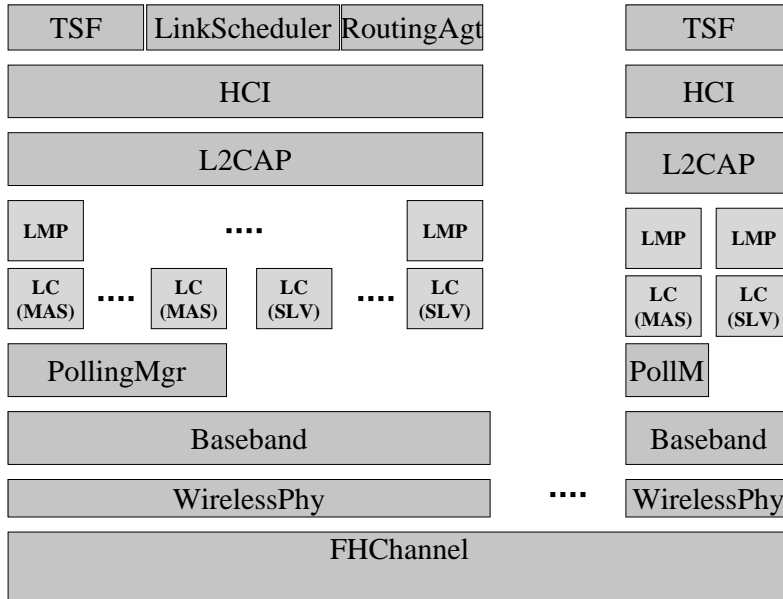 TSF LinkScheduler RoutingAgt TSF
HCI HCI
L2CAP L2CAP
LMP .... LMP LMP LMP
LC (MAS) .... LC (MAS) LC (SLV) .... LC (SLV) LC (MAS) LC (SLV)
PollingMgr PollM
Baseband Baseband
WirelessPhy .... WirelessPhy
FHChannel